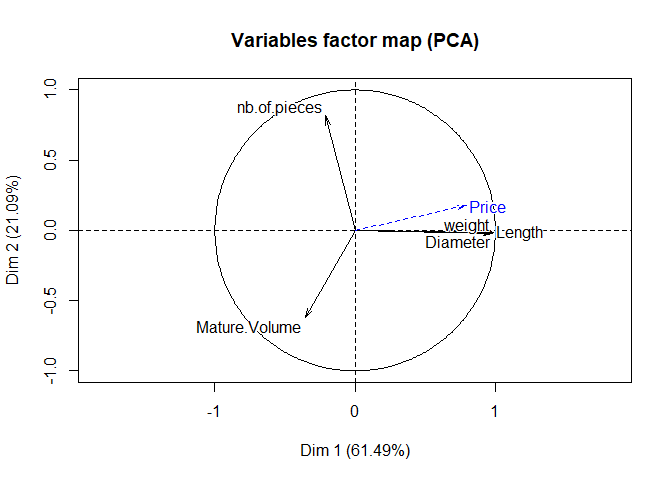 Variables factor map (PCA)
Dim 2 (21.09%)
1.0
0.5
0.0
-0.5
-1.0
nb.of.pieces
Price
weight
Length
Diameter
Mature.Volume
-1
0
1
Dim 1 (61.49%)